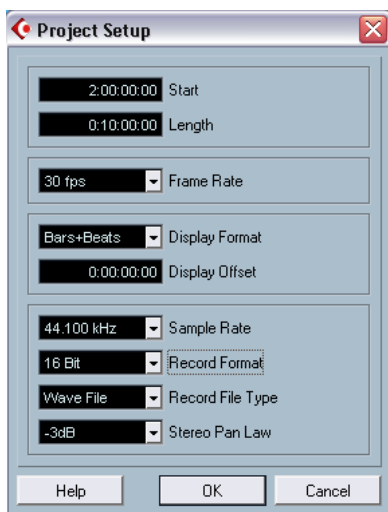 Project Setup
2:00:00:00 Start
0:10:00:00 Length
30 fps Frame Rate
Bars+Beats Display Format
0:00:00:00 Display Offset
44.100 kHz Sample Rate
16 Bit Record Format
Wave File Record File Type
-3dB Stereo Pan Law
Help OK Cancel